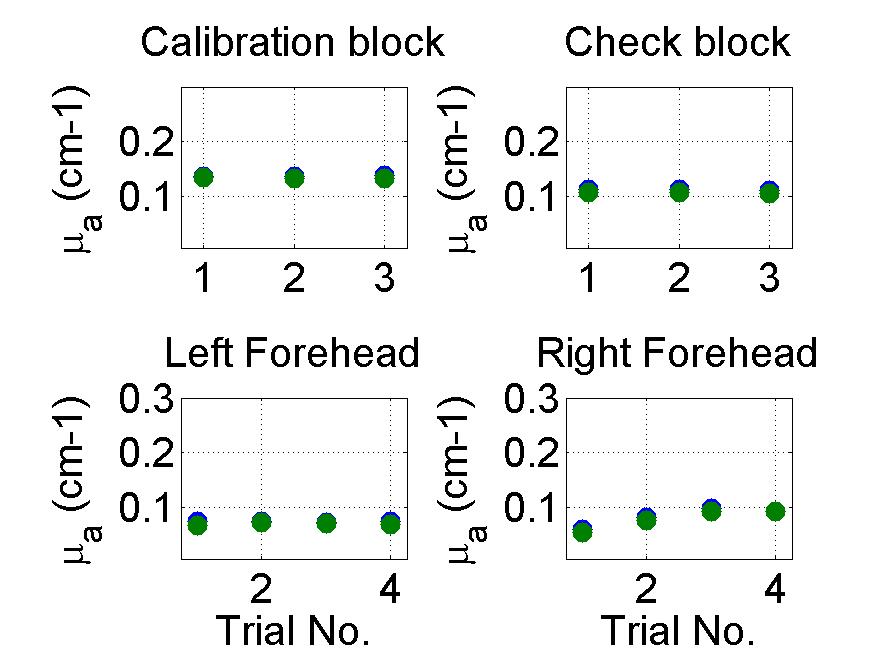 Calibration block
Check block
μa (cm-1)
0.2
0.1
1 2 3
μa (cm-1)
0.2
0.1
1 2 3
Left Forehead
Right Forehead
μa (cm-1)
0.3
0.2
0.1
2 4
Trial No.
μa (cm-1)
0.3
0.2
0.1
2 4
Trial No.